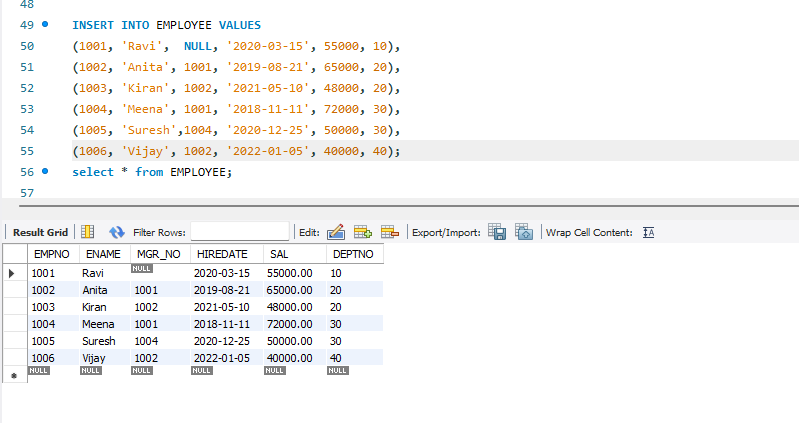 48
49 INSERT INTO EMPLOYEE VALUES
50 (1001, 'Ravi',  NULL, '2020-03-15', 55000, 10),
51 (1002, 'Anita', 1001, '2019-08-21', 65000, 20),
52 (1003, 'Kiran', 1002, '2021-05-10', 48000, 20),
53 (1004, 'Meena', 1001, '2018-11-11', 72000, 30),
54 (1005, 'Suresh',1004, '2020-12-25', 50000, 30),
55 (1006, 'Vijay', 1002, '2022-01-05', 40000, 40);
56 select * from EMPLOYEE;
57
Result Grid Filter Rows: Edit: Export/Import: Wrap Cell Content: IA
EMPNO ENAME MGR_NO HIREDATE SAL DEPTNO
1001 Ravi NULL 2020-03-15 55000.00 10
1002 Anita 1001 2019-08-21 65000.00 20
1003 Kiran 1002 2021-05-10 48000.00 20
1004 Meena 1001 2018-11-11 72000.00 30
1005 Suresh 1004 2020-12-25 50000.00 30
1006 Vijay 1002 2022-01-05 40000.00 40
NULL NULL NULL NULL NULL NULL